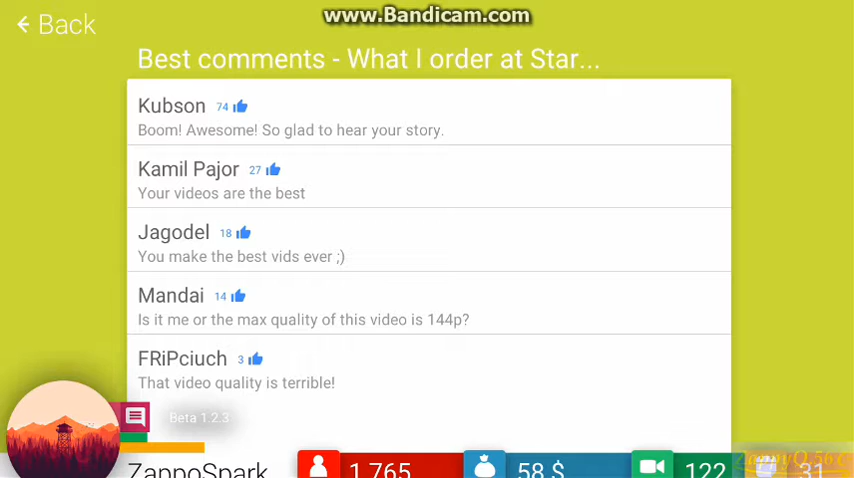 www.Bandicam.com
Back
Best comments - What I order at Star...
Kubson 74
Boom! Awesome! So glad to hear your story.
Kamil Pajor 27
Your videos are the best
Jagodel 18
You make the best vids ever ;)
Mandai 14
Is it me or the max quality of this video is 144p?
FRiPciuch 3
That video quality is terrible!
Beta 1.2.3
ZappoSpark 1 765 58 $ 122 31